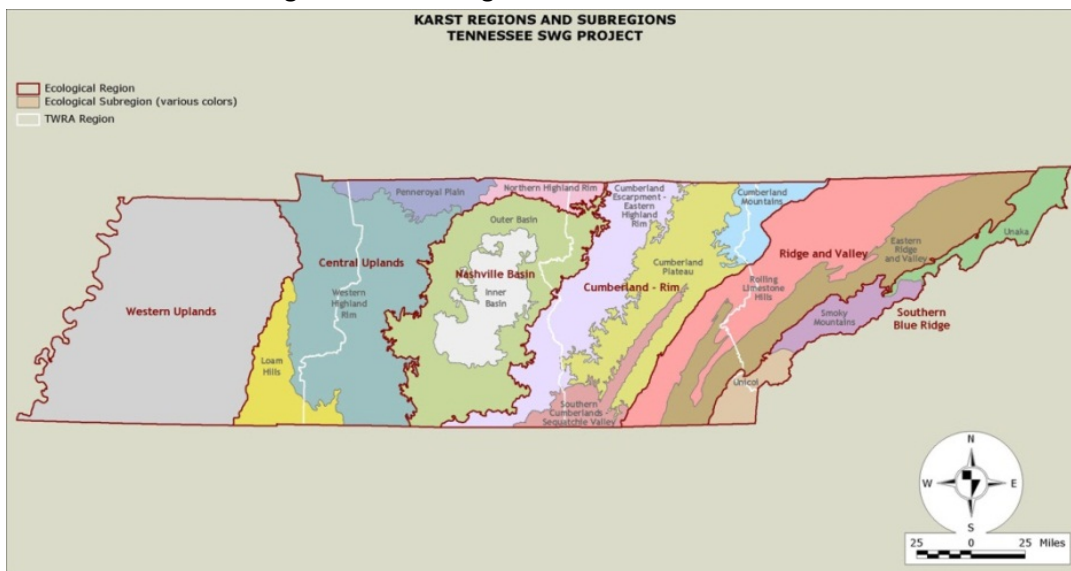 KARST REGIONS AND SUBREGIONS
TENNESSEE SWG PROJECT
Ecological Region
Ecological Subregion (various colors)
TWRA Region
Penneroyal Plain
Northern Highland Rim
Cumberland
Escarpment -
Eastern
Highland
Rim
Cumberland
Mountains
Outer Basin
Unaka
Central Uplands
Nashville Basin
Inner
Basin
Cumberland
Plateau
Cumberland - Rim
Ridge and Valley
Eastern
Ridge
and Valley
Rolling
Limestone
Hills
Western
Highland
Rim
Western Uplands
Smoky
Mountains
Southern
Blue Ridge
Loam
Hills
Unicoi
Southern
Cumberlands -
Sequatchie Valley
N
W
E
S
25 0 25 Miles